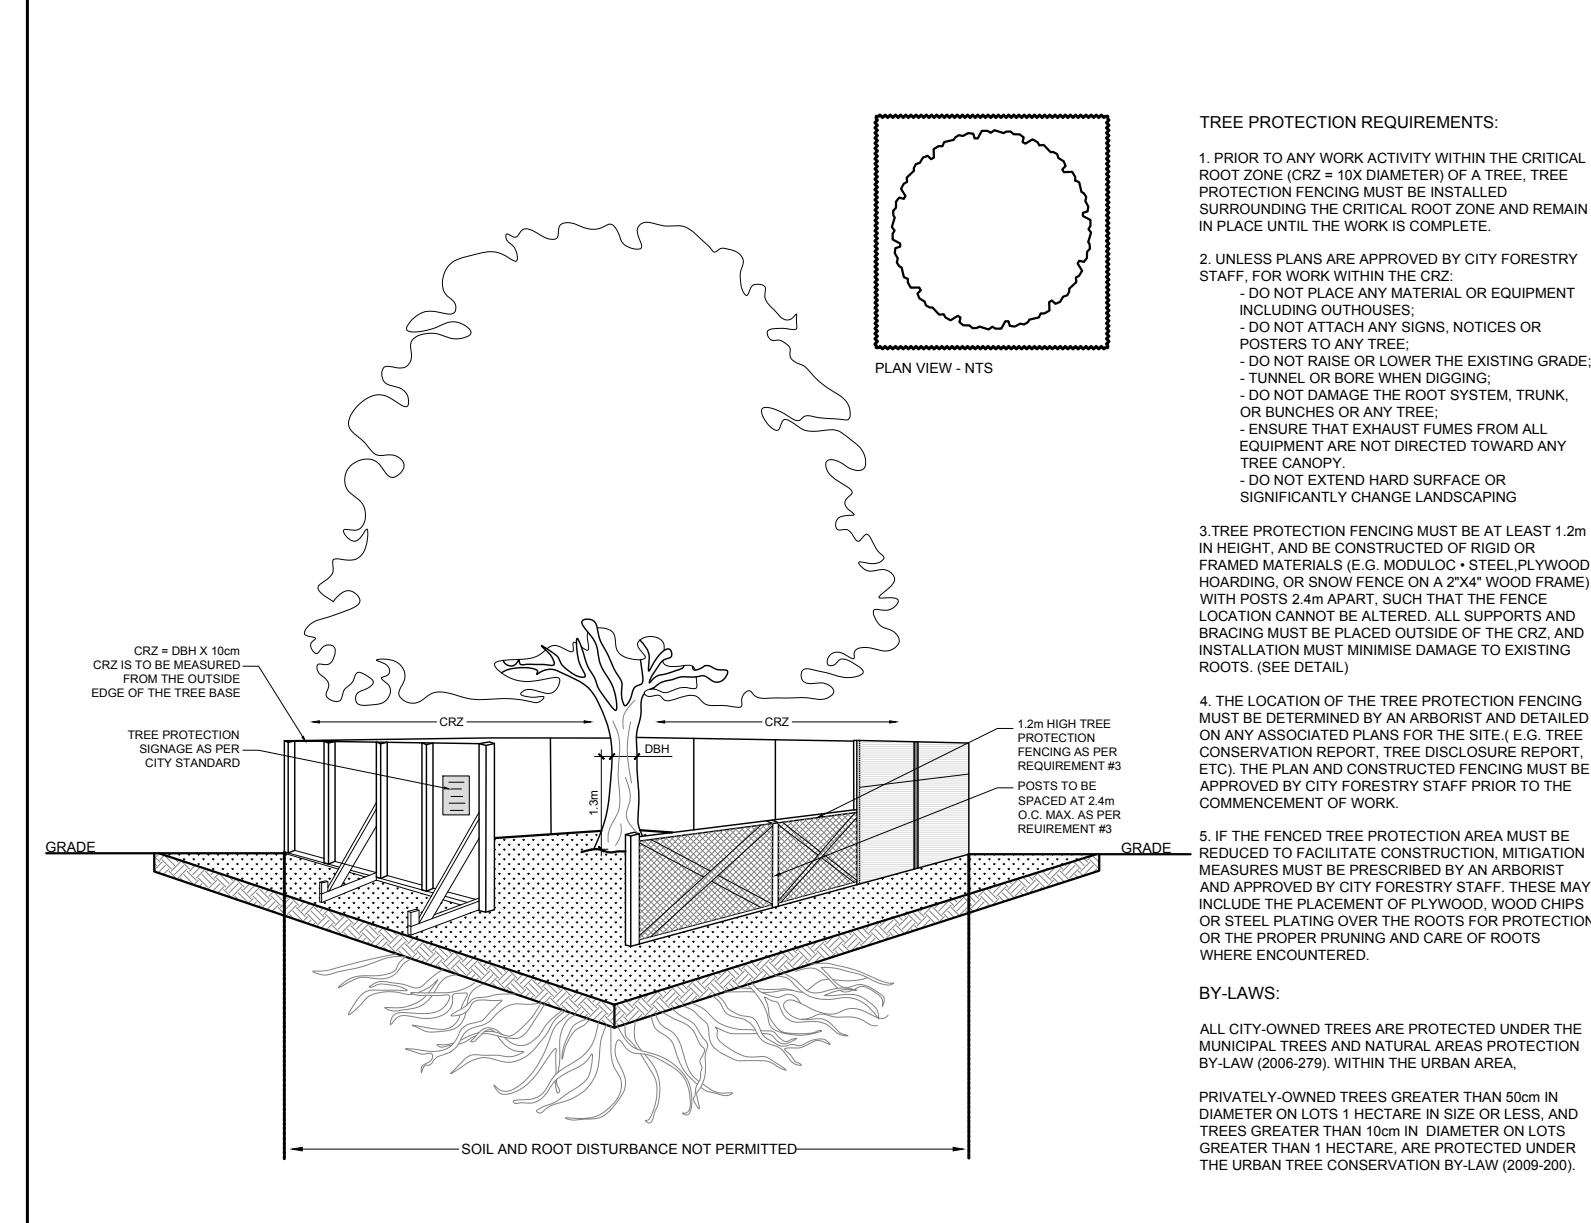 PLAN VIEW - NTS
CRZ = DBH X 10cm
CRZ IS TO BE MEASURED
FROM THE OUTSIDE
EDGE OF THE TREE BASE
TREE PROTECTION
SIGNAGE AS PER
CITY STANDARD
CRZ
CRZ
DBH
1.3m
1.2m HIGH TREE
PROTECTION
FENCING AS PER
REQUIREMENT #3
POSTS TO BE
SPACED AT 2.4m
O.C. MAX. AS PER
REUIREMENT #3
GRADE
GRADE
SOIL AND ROOT DISTURBANCE NOT PERMITTED
TREE PROTECTION REQUIREMENTS:
1. PRIOR TO ANY WORK ACTIVITY WITHIN THE CRITICAL
ROOT ZONE (CRZ = 10X DIAMETER) OF A TREE, TREE
PROTECTION FENCING MUST BE INSTALLED
SURROUNDING THE CRITICAL ROOT ZONE AND REMAIN
IN PLACE UNTIL THE WORK IS COMPLETE.
2. UNLESS PLANS ARE APPROVED BY CITY FORESTRY
STAFF, FOR WORK WITHIN THE CRZ:
- DO NOT PLACE ANY MATERIAL OR EQUIPMENT
INCLUDING OUTHOUSES;
- DO NOT ATTACH ANY SIGNS, NOTICES OR
POSTERS TO ANY TREE;
- DO NOT RAISE OR LOWER THE EXISTING GRADE;
- TUNNEL OR BORE WHEN DIGGING;
- DO NOT DAMAGE THE ROOT SYSTEM, TRUNK,
OR BUNCHES OR ANY TREE;
- ENSURE THAT EXHAUST FUMES FROM ALL
EQUIPMENT ARE NOT DIRECTED TOWARD ANY
TREE CANOPY.
- DO NOT EXTEND HARD SURFACE OR
SIGNIFICANTLY CHANGE LANDSCAPING
3.TREE PROTECTION FENCING MUST BE AT LEAST 1.2m
IN HEIGHT, AND BE CONSTRUCTED OF RIGID OR
FRAMED MATERIALS (E.G. MODULOC • STEEL,PLYWOOD
HOARDING, OR SNOW FENCE ON A 2"X4" WOOD FRAME)
WITH POSTS 2.4m APART, SUCH THAT THE FENCE
LOCATION CANNOT BE ALTERED. ALL SUPPORTS AND
BRACING MUST BE PLACED OUTSIDE OF THE CRZ, AND
INSTALLATION MUST MINIMISE DAMAGE TO EXISTING
ROOTS. (SEE DETAIL)
4. THE LOCATION OF THE TREE PROTECTION FENCING
MUST BE DETERMINED BY AN ARBORIST AND DETAILED
ON ANY ASSOCIATED PLANS FOR THE SITE.( E.G. TREE
CONSERVATION REPORT, TREE DISCLOSURE REPORT,
ETC). THE PLAN AND CONSTRUCTED FENCING MUST BE
APPROVED BY CITY FORESTRY STAFF PRIOR TO THE
COMMENCEMENT OF WORK.
5. IF THE FENCED TREE PROTECTION AREA MUST BE
REDUCED TO FACILITATE CONSTRUCTION, MITIGATION
MEASURES MUST BE PRESCRIBED BY AN ARBORIST
AND APPROVED BY CITY FORESTRY STAFF. THESE MAY
INCLUDE THE PLACEMENT OF PLYWOOD, WOOD CHIPS
OR STEEL PLATING OVER THE ROOTS FOR PROTECTION
OR THE PROPER PRUNING AND CARE OF ROOTS
WHERE ENCOUNTERED.
BY-LAWS:
ALL CITY-OWNED TREES ARE PROTECTED UNDER THE
MUNICIPAL TREES AND NATURAL AREAS PROTECTION
BY-LAW (2006-279). WITHIN THE URBAN AREA,
PRIVATELY-OWNED TREES GREATER THAN 50cm IN
DIAMETER ON LOTS 1 HECTARE IN SIZE OR LESS, AND
TREES GREATER THAN 10cm IN DIAMETER ON LOTS
GREATER THAN 1 HECTARE, ARE PROTECTED UNDER
THE URBAN TREE CONSERVATION BY-LAW (2009-200).